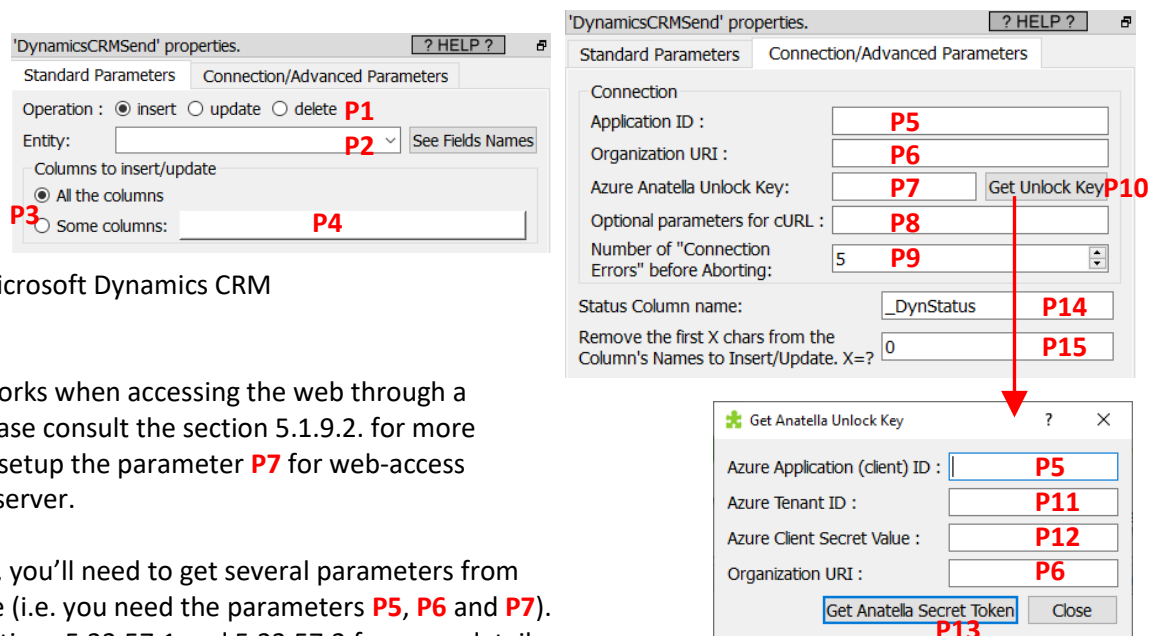 'DynamicsCRMSend' properties. ? HELP ?
Standard Parameters Connection/Advanced Parameters
Operation : insert update delete P1
Entity: P2 See Fields Names
Columns to insert/update
All the columns
P3
Some columns: P4
'DynamicsCRMSend' properties. ? HELP ?
Standard Parameters Connection/Advanced Parameters
Connection
Application ID : P5
Organization URI : P6
Azure Anatella Unlock Key: P7 Get Unlock Key P10
Optional parameters for cURL : P8
Number of "Connection
Errors" before Aborting: 5 P9
Status Column name: _DynStatus P14
Remove the first X chars from the
Column's Names to Insert/Update. X=? 0 P15
icrosoft Dynamics CRM
orks when accessing the web through a
ase consult the section 5.1.9.2. for more
setup the parameter P7 for web-access
server.
, you'll need to get several parameters from
e (i.e. you need the parameters P5, P6 and P7).
Get Anatella Unlock Key ? ×
Azure Application (client) ID : P5
Azure Tenant ID : P11
Azure Client Secret Value : P12
Organization URI : P6
Get Anatella Secret Token Close
P13